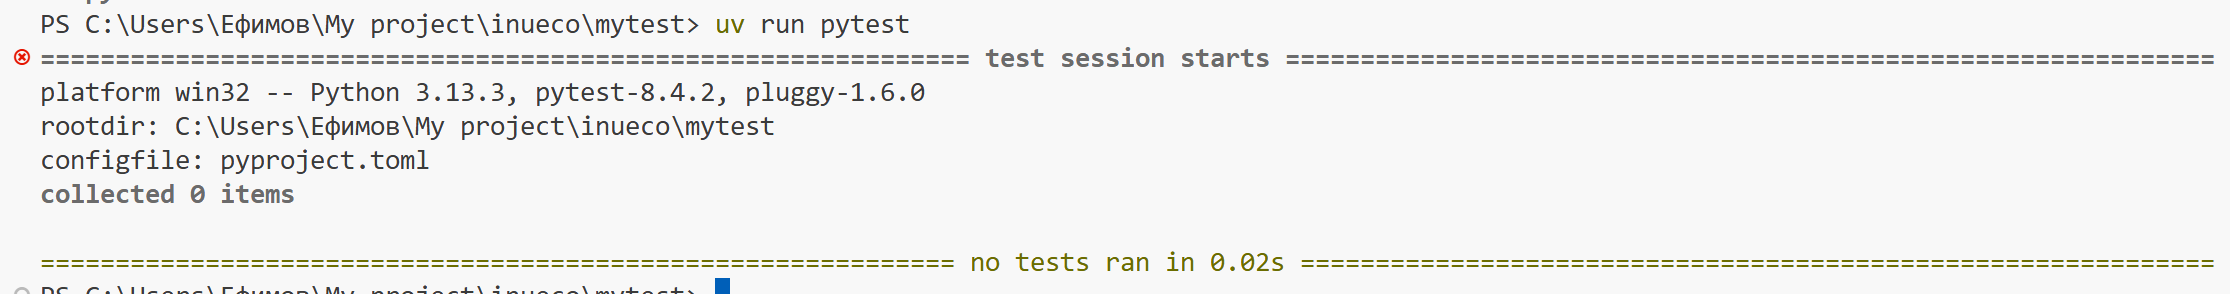 PS C:\Users\Ефимов\My project\inueco\mytest> uv run pytest
============================================================== test session starts ==============================================================
platform win32 -- Python 3.13.3, pytest-8.4.2, pluggy-1.6.0
rootdir: C:\Users\Ефимов\My project\inueco\mytest
configfile: pyproject.toml
collected 0 items
============================================================= no tests ran in 0.02s =============================================================
PS C:\Users\Ефимов\My project\inueco\mytest>